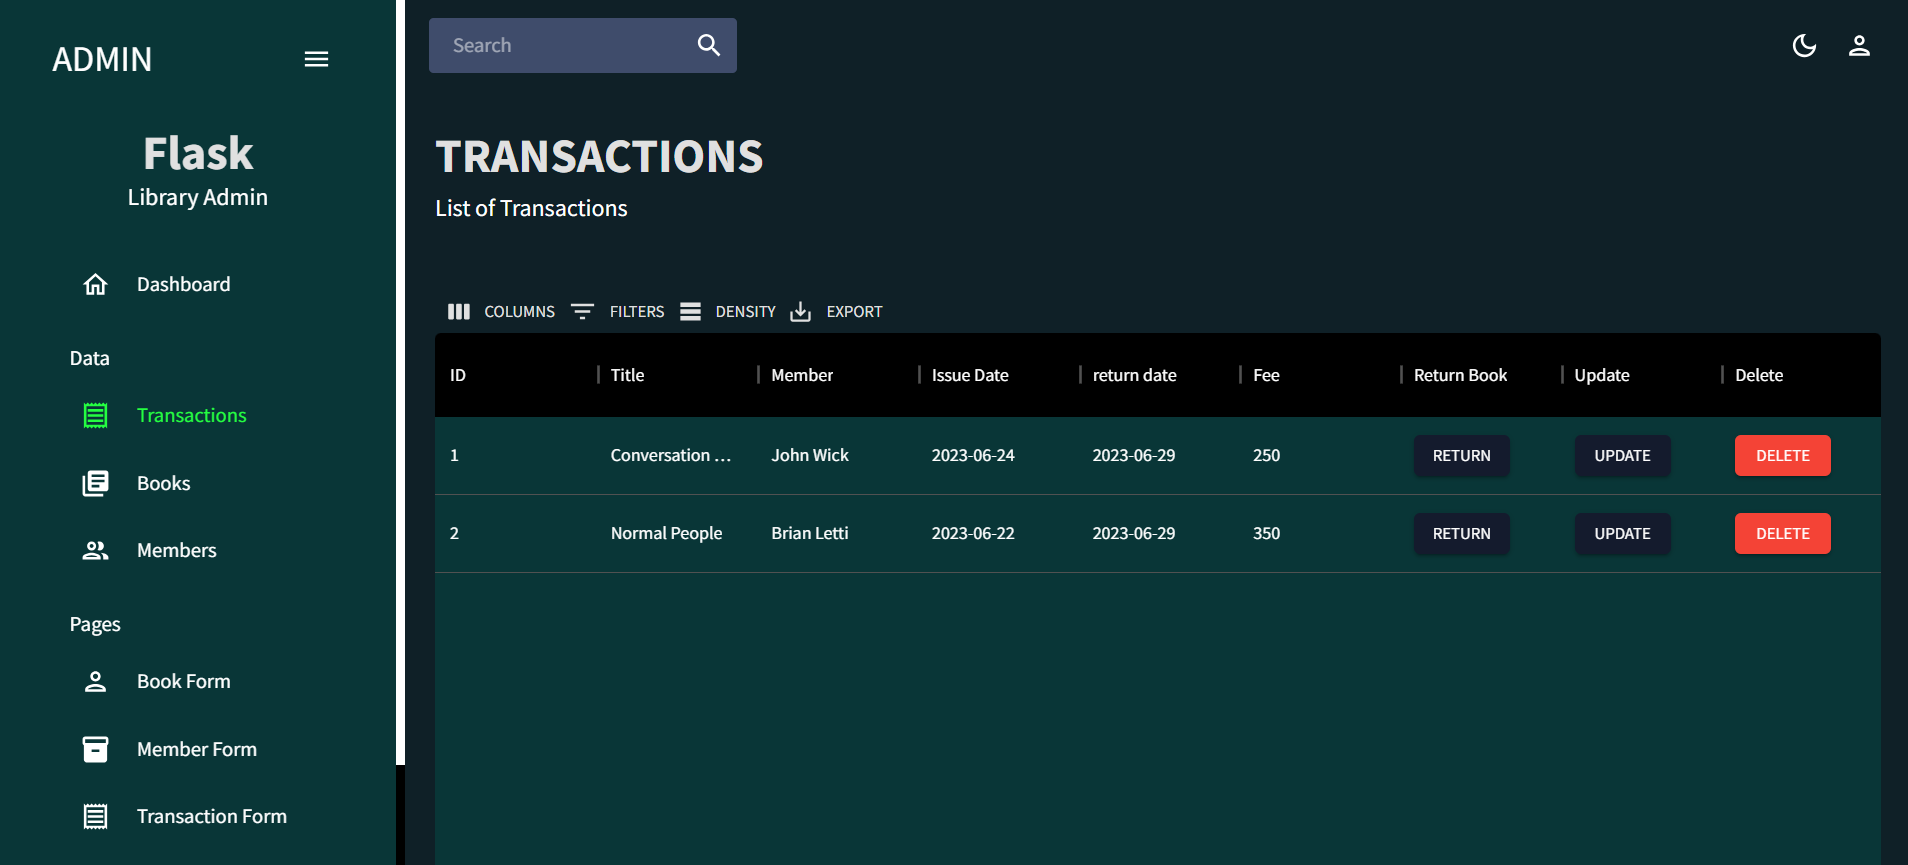 ADMIN
Flask
Library Admin
Dashboard
Data
Transactions
Books
Members
Pages
Book Form
Member Form
Transaction Form
Search
TRANSACTIONS
List of Transactions
COLUMNS FILTERS DENSITY EXPORT
ID Title Member Issue Date return date Fee Return Book Update Delete
1 Conversation ... John Wick 2023-06-24 2023-06-29 250 RETURN UPDATE DELETE
2 Normal People Brian Letti 2023-06-22 2023-06-29 350 RETURN UPDATE DELETE